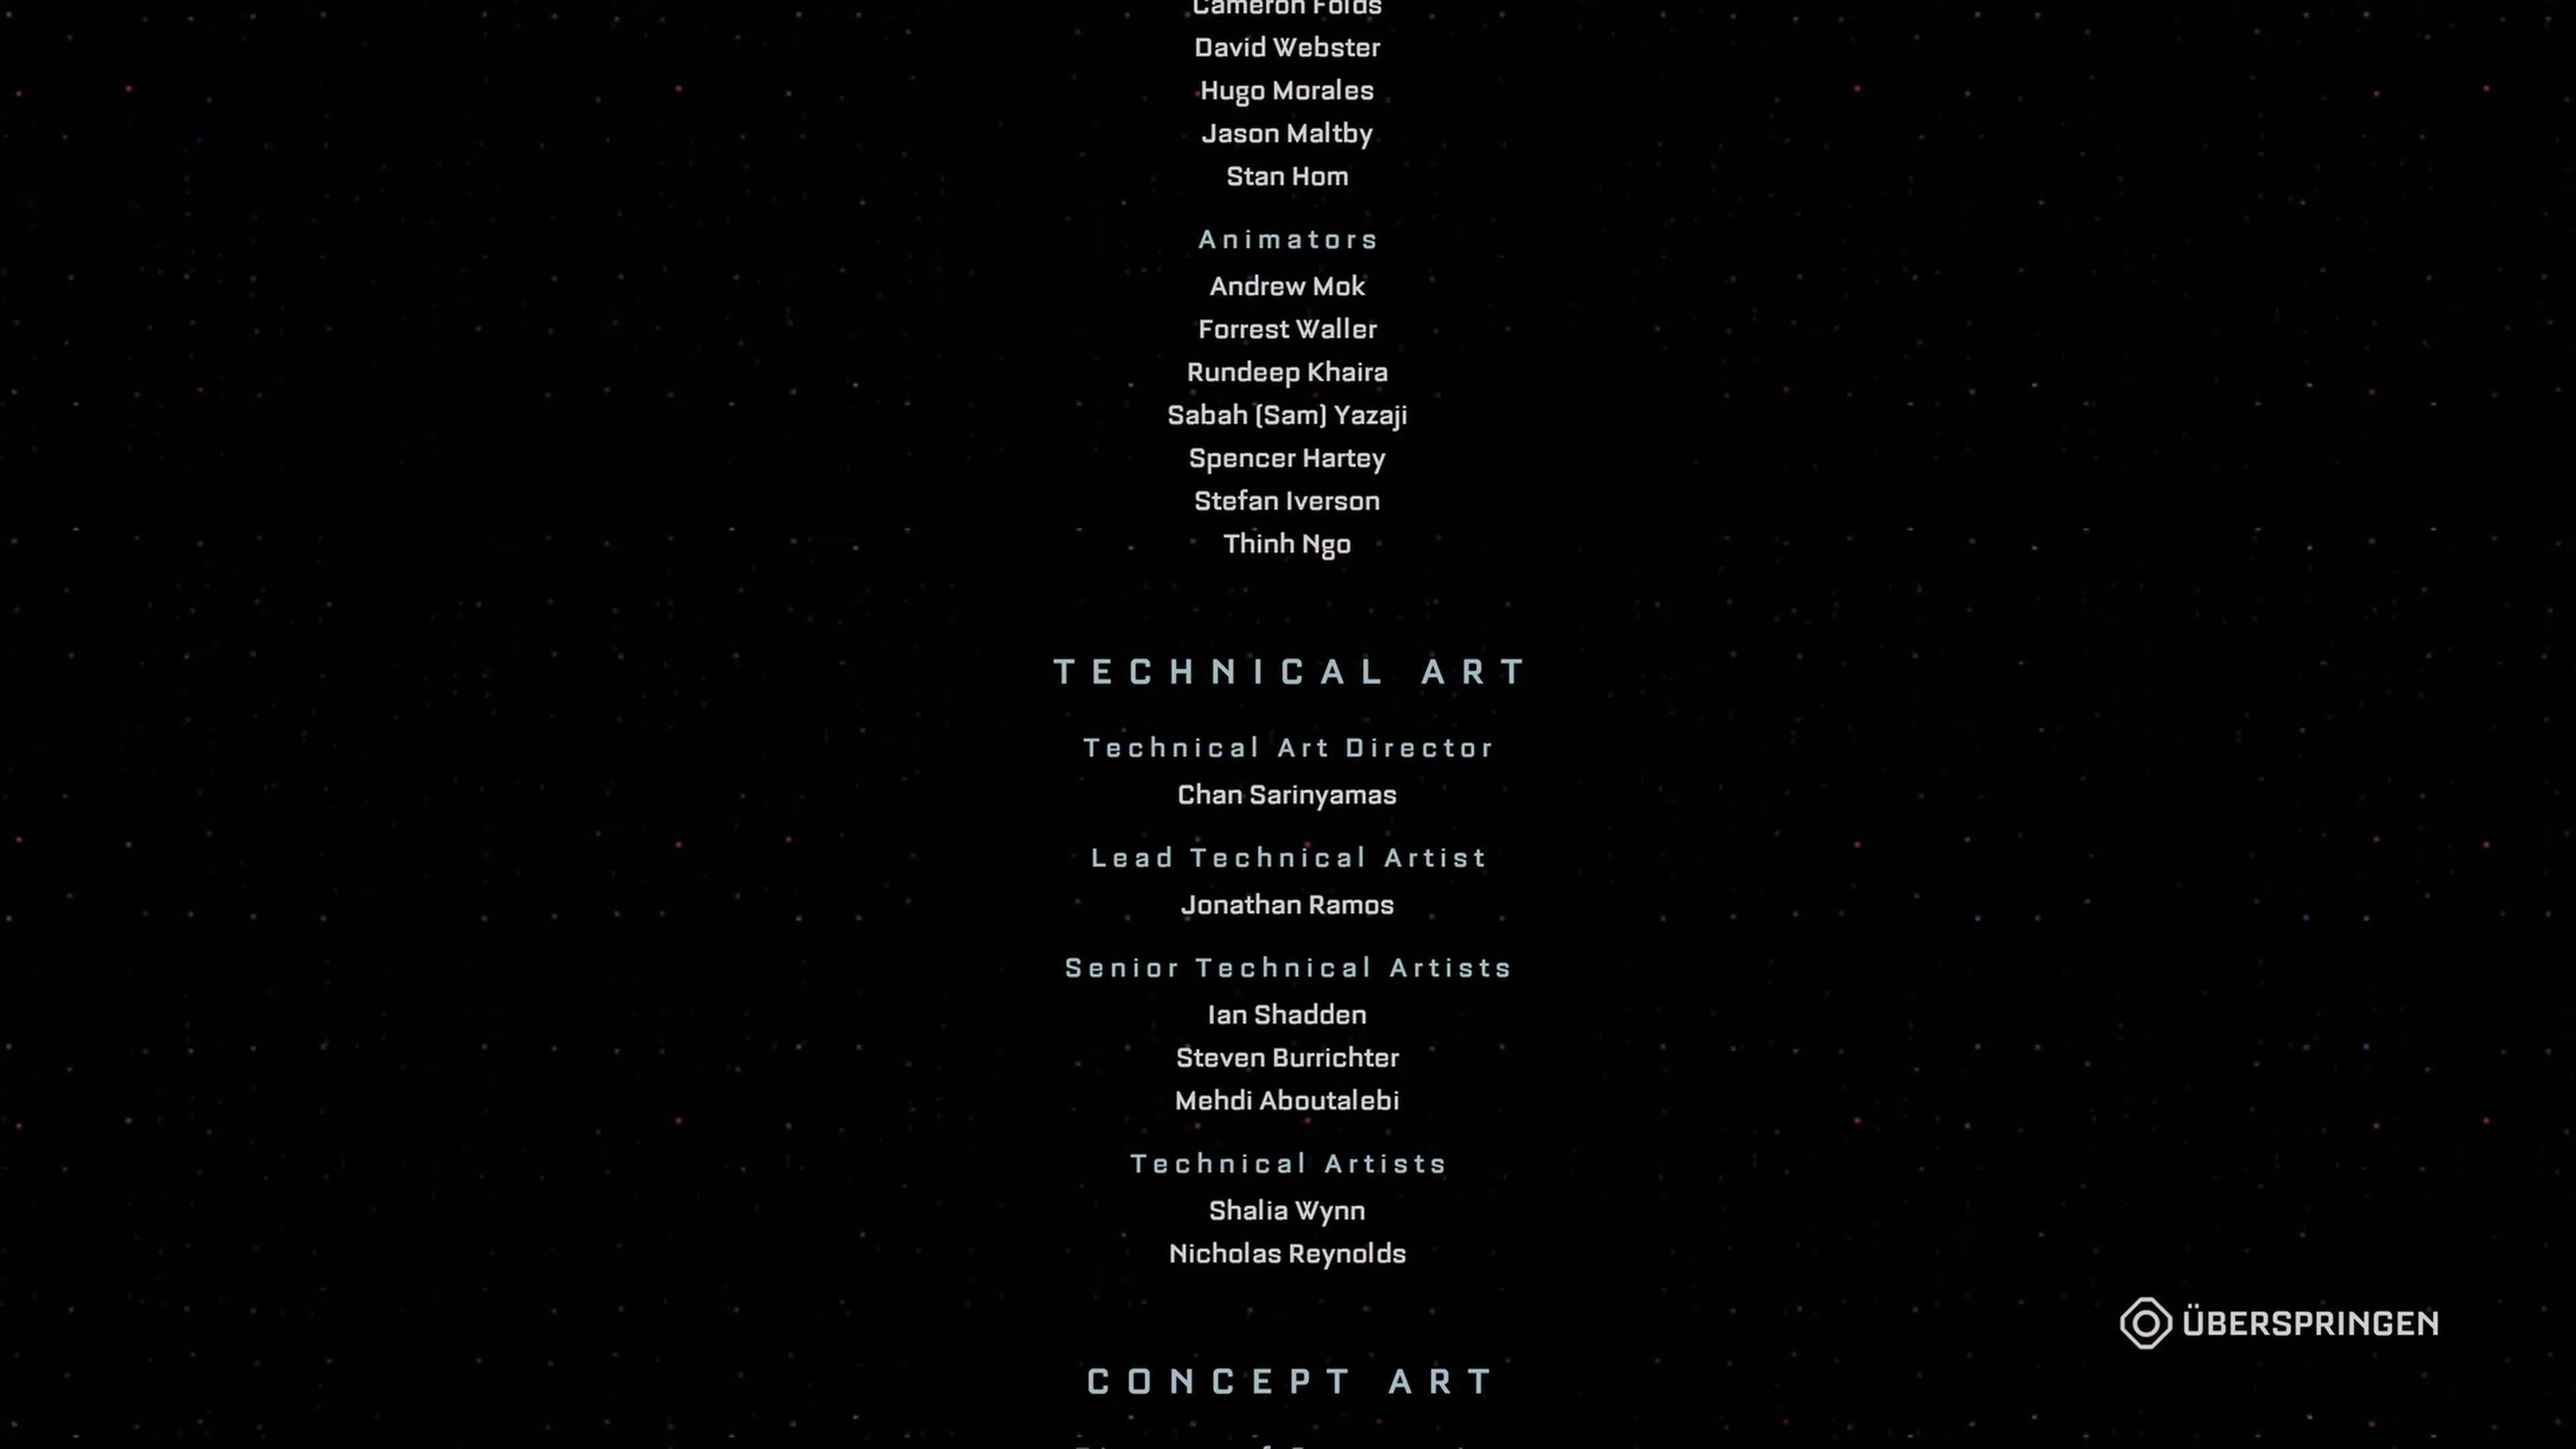 Cameron Folds
David Webster
Hugo Morales
Jason Maltby
Stan Hom
Animators
Andrew Mok
Forrest Waller
Rundeep Khaira
Sabah (Sam) Yazaji
Spencer Hartey
Stefan Iverson
Thinh Ngo
TECHNICAL ART
Technical Art Director
Chan Sarinyamas
Lead Technical Artist
Jonathan Ramos
Senior Technical Artists
Ian Shadden
Steven Burrichter
Mehdi Aboutalebi
Technical Artists
Shalia Wynn
Nicholas Reynolds
ÜBERSPRINGEN
CONCEPT ART